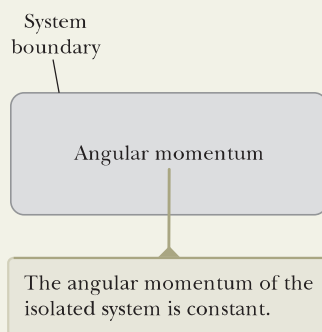 System
boundary
Angular momentum
The angular momentum of the
isolated system is constant.